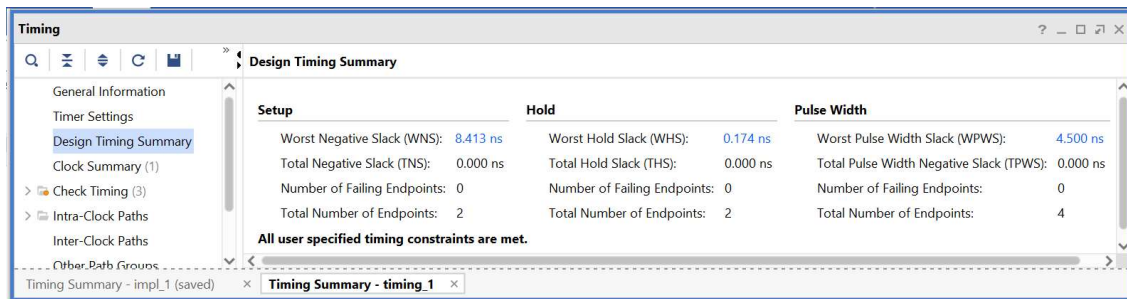 Timing
? _
»
Design Timing Summary
General Information
Timer Settings
Design Timing Summary
Clock Summary (1)
Check Timing (3)
Intra-Clock Paths
Inter-Clock Paths
Other Path Groups
Setup Hold Pulse Width
Worst Negative Slack (WNS): 8.413 ns Worst Hold Slack (WHS): 0.174 ns Worst Pulse Width Slack (WPWS): 4.500 ns
Total Negative Slack (TNS): 0.000 ns Total Hold Slack (THS): 0.000 ns Total Pulse Width Negative Slack (TPWS): 0.000 ns
Number of Failing Endpoints: 0 Number of Failing Endpoints: 0 Number of Failing Endpoints: 0
Total Number of Endpoints: 2 Total Number of Endpoints: 2 Total Number of Endpoints: 4
All user specified timing constraints are met.
Timing Summary - impl_1 (saved) × Timing Summary - timing_1 ×